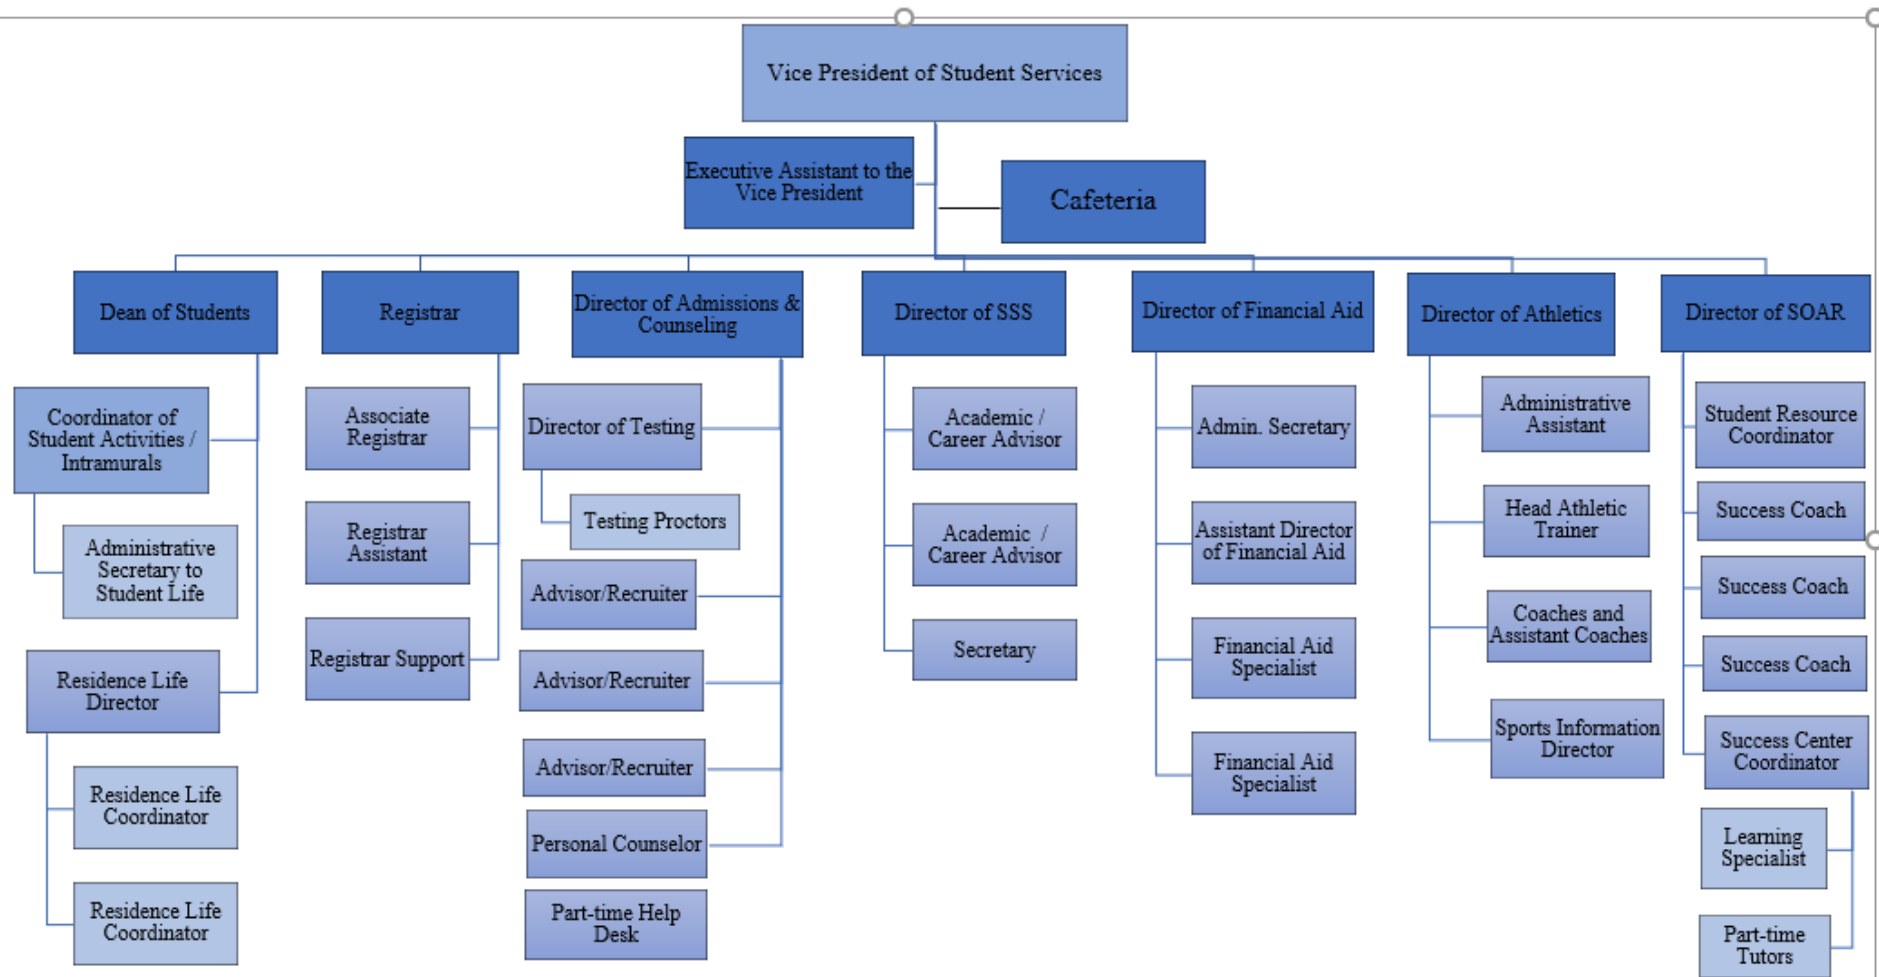 Vice President of Student Services
Executive Assistant to the
Vice President
Cafeteria
Dean of Students
Registrar
Director of Admissions &
Counseling
Director of SSS
Director of Financial Aid
Director of Athletics
Director of SOAR
Coordinator of
Student Activities /
Intramurals
Administrative
Secretary to
Student Life
Residence Life
Director
Residence Life
Coordinator
Residence Life
Coordinator
Associate
Registrar
Registrar
Assistant
Registrar Support
Director of Testing
Testing Proctors
Advisor/Recruiter
Advisor/Recruiter
Advisor/Recruiter
Personal Counselor
Part-time Help
Desk
Academic /
Career Advisor
Academic /
Career Advisor
Secretary
Admin. Secretary
Assistant Director
of Financial Aid
Financial Aid
Specialist
Financial Aid
Specialist
Administrative
Assistant
Head Athletic
Trainer
Coaches and
Assistant Coaches
Sports Information
Director
Student Resource
Coordinator
Success Coach
Success Coach
Success Coach
Success Center
Coordinator
Learning
Specialist
Part-time
Tutors